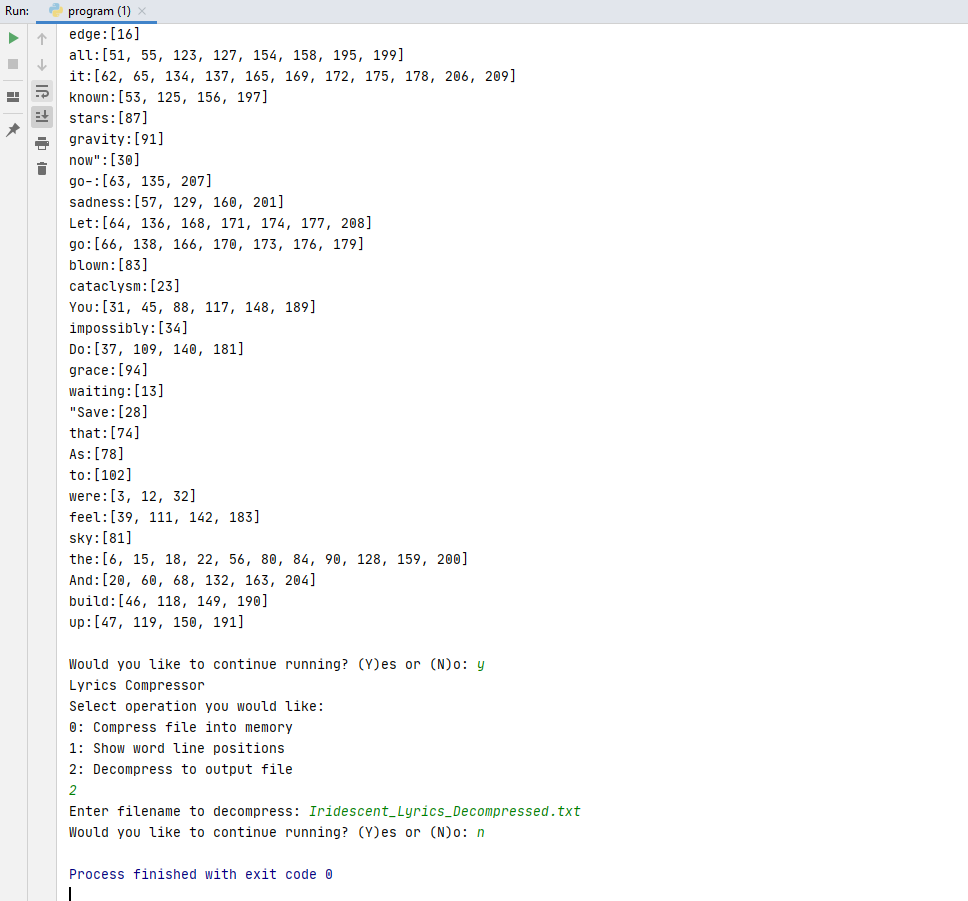 Run: program (1)
edge:[16]
all:[51, 55, 123, 127, 154, 158, 195, 199]
it:[62, 65, 134, 137, 165, 169, 172, 175, 178, 206, 209]
known:[53, 125, 156, 197]
stars:[87]
gravity:[91]
now":[30]
go-:[63, 135, 207]
sadness:[57, 129, 160, 201]
Let:[64, 136, 168, 171, 174, 177, 208]
go:[66, 138, 166, 170, 173, 176, 179]
blown:[83]
cataclysm:[23]
You:[31, 45, 88, 117, 148, 189]
impossibly:[34]
Do:[37, 109, 140, 181]
grace:[94]
waiting:[13]
"Save:[28]
that:[74]
As:[78]
to:[102]
were:[3, 12, 32]
feel:[39, 111, 142, 183]
sky:[81]
the:[6, 15, 18, 22, 56, 80, 84, 90, 128, 159, 200]
And:[20, 60, 68, 132, 163, 204]
build:[46, 118, 149, 190]
up:[47, 119, 150, 191]
Would you like to continue running? (Y)es or (N)o: y
Lyrics Compressor
Select operation you would like:
0: Compress file into memory
1: Show word line positions
2: Decompress to output file
2
Enter filename to decompress: Iridescent_Lyrics_Decompressed.txt
Would you like to continue running? (Y)es or (N)o: n
Process finished with exit code 0